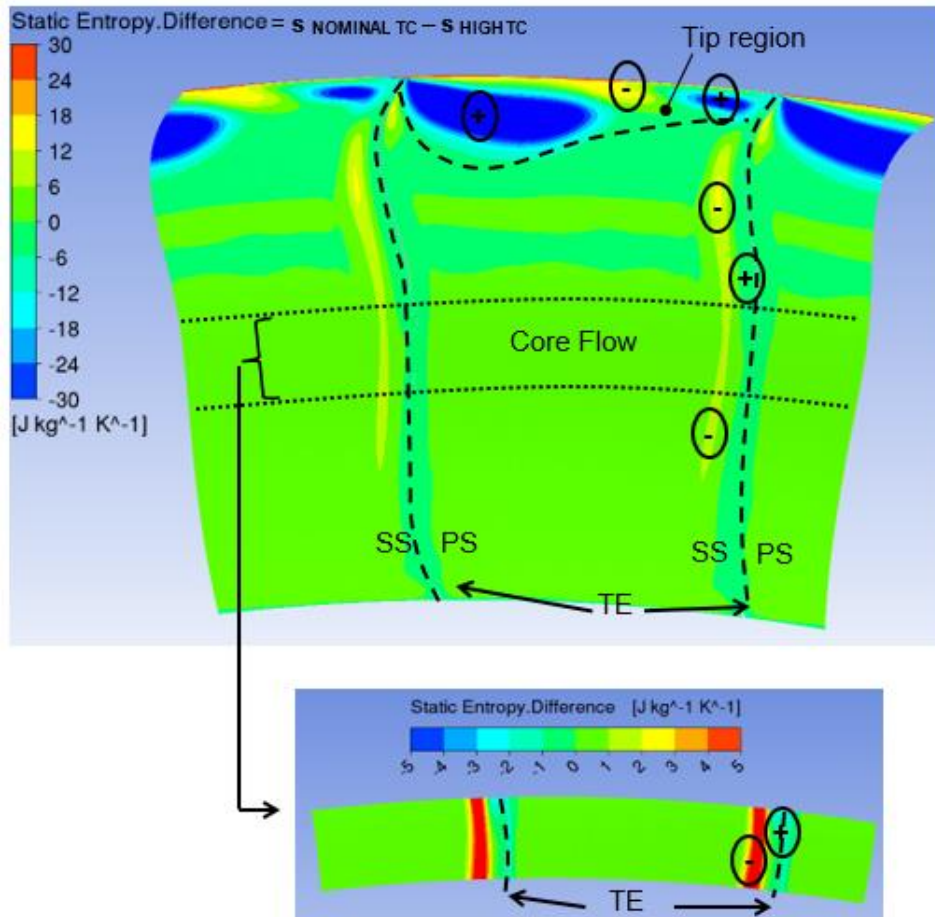 Static Entropy.Difference = s NOMINAL TC – s HIGH TC
30
24
18
12
6
0
-6
-12
-18
-24
-30
[J kg^-1 K^-1]
Tip region
-
+
+
-
+
Core Flow
-
SS PS
SS PS
TE
Static Entropy.Difference [J kg^-1 K^-1]
-5 -4 -3 -2 -1 0 1 2 3 4 5
+
-
TE